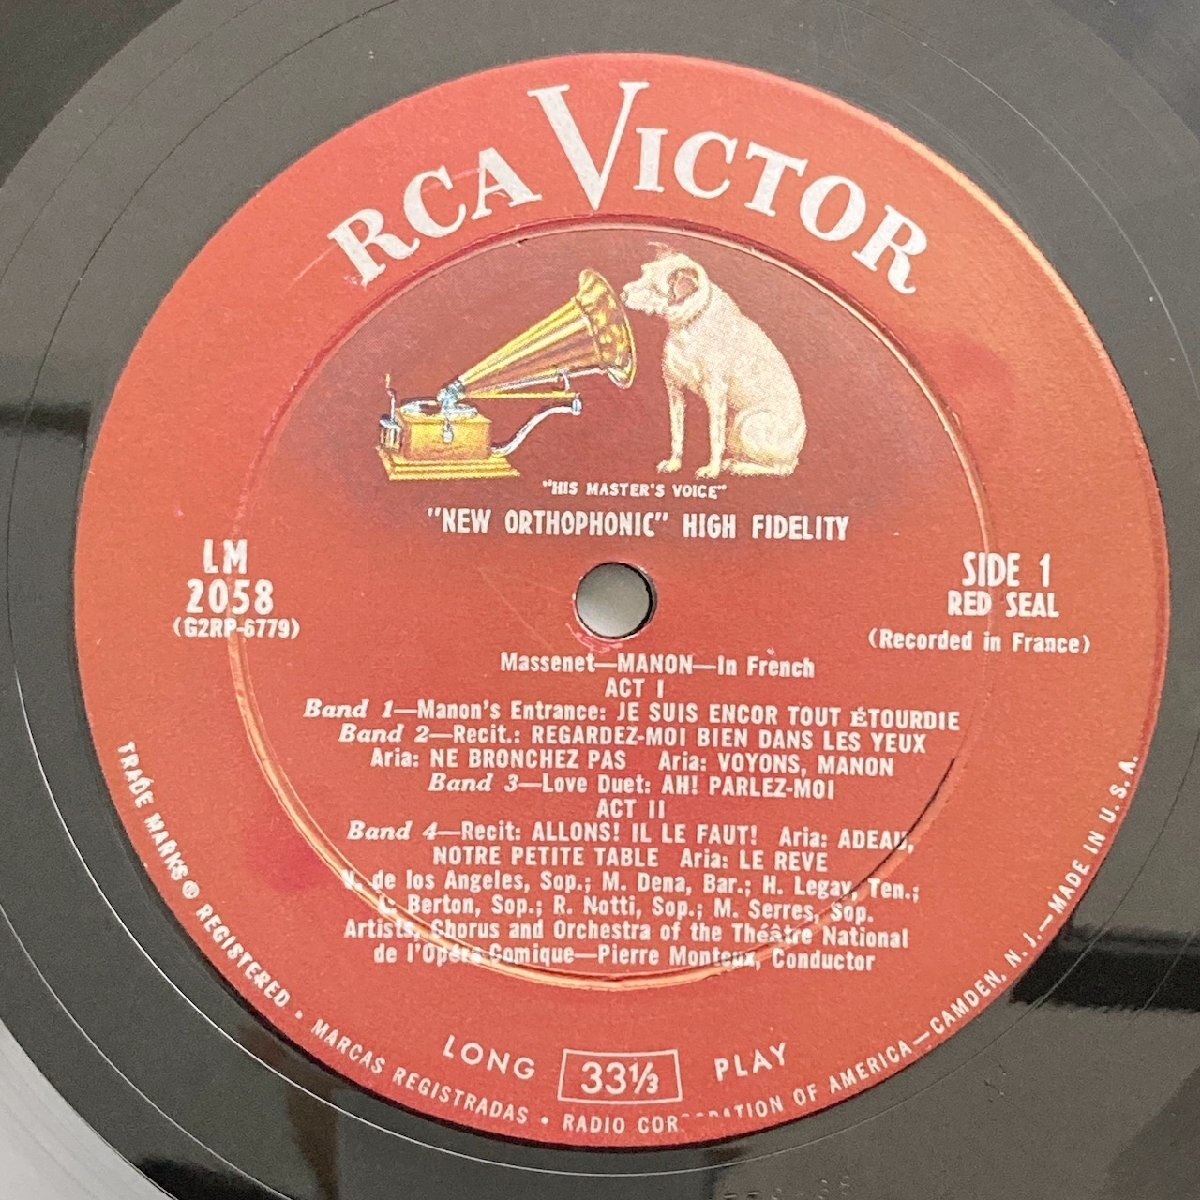 RCA VICTOR
"HIS MASTER'S VOICE"
"NEW ORTHOPHONIC" HIGH FIDELITY
LM
2058
(G2RP-6779)
SIDE 1
RED SEAL
(Recorded in France)
Massenet—MANON—In French
ACT I
Band 1—Manon's Entrance: JE SUIS ENCOR TOUT ÉTOURDIE
Band 2—Recit.: REGARDEZ-MOI BIEN DANS LES YEUX
Aria: NE BRONCHEZ PAS Aria: VOYONS, MANON
Band 3—Love Duet: AH! PARLEZ-MOI
ACT II
Band 4—Recit: ALLONS! IL LE FAUT! Aria: ADEAU,
NOTRE PETITE TABLE Aria: LE REVE
V. de los Angeles, Sop.; M. Dena, Bar.; H. Legay, Ten.;
L. Berton, Sop.; R. Notti, Sop.; M. Serres, Sop.
Artists, Chorus and Orchestra of the Théâtre National
de l'Opéra Comique—Pierre Monteux, Conductor
LONG 33⅓ PLAY
TRADE MARKS ® REGISTERED • MARCAS REGISTRADAS • RADIO CORPORATION OF AMERICA—CAMDEN, N. J.—MADE IN U. S. A.